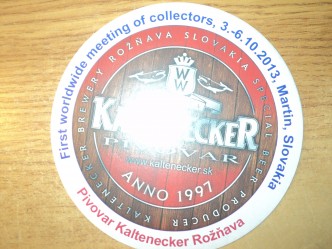 First worldwide meeting of collectors, 3.-6.10.2013, Martin, Slovakia
KALTENECKER BREWERY ROŽŇAVA SLOVAKIA SPECIAL BEER PRODUCER
KALTENECKER
PIVOVAR
www.kaltenecker.sk
ANNO 1997
Pivovar Kaltenecker Rožňava